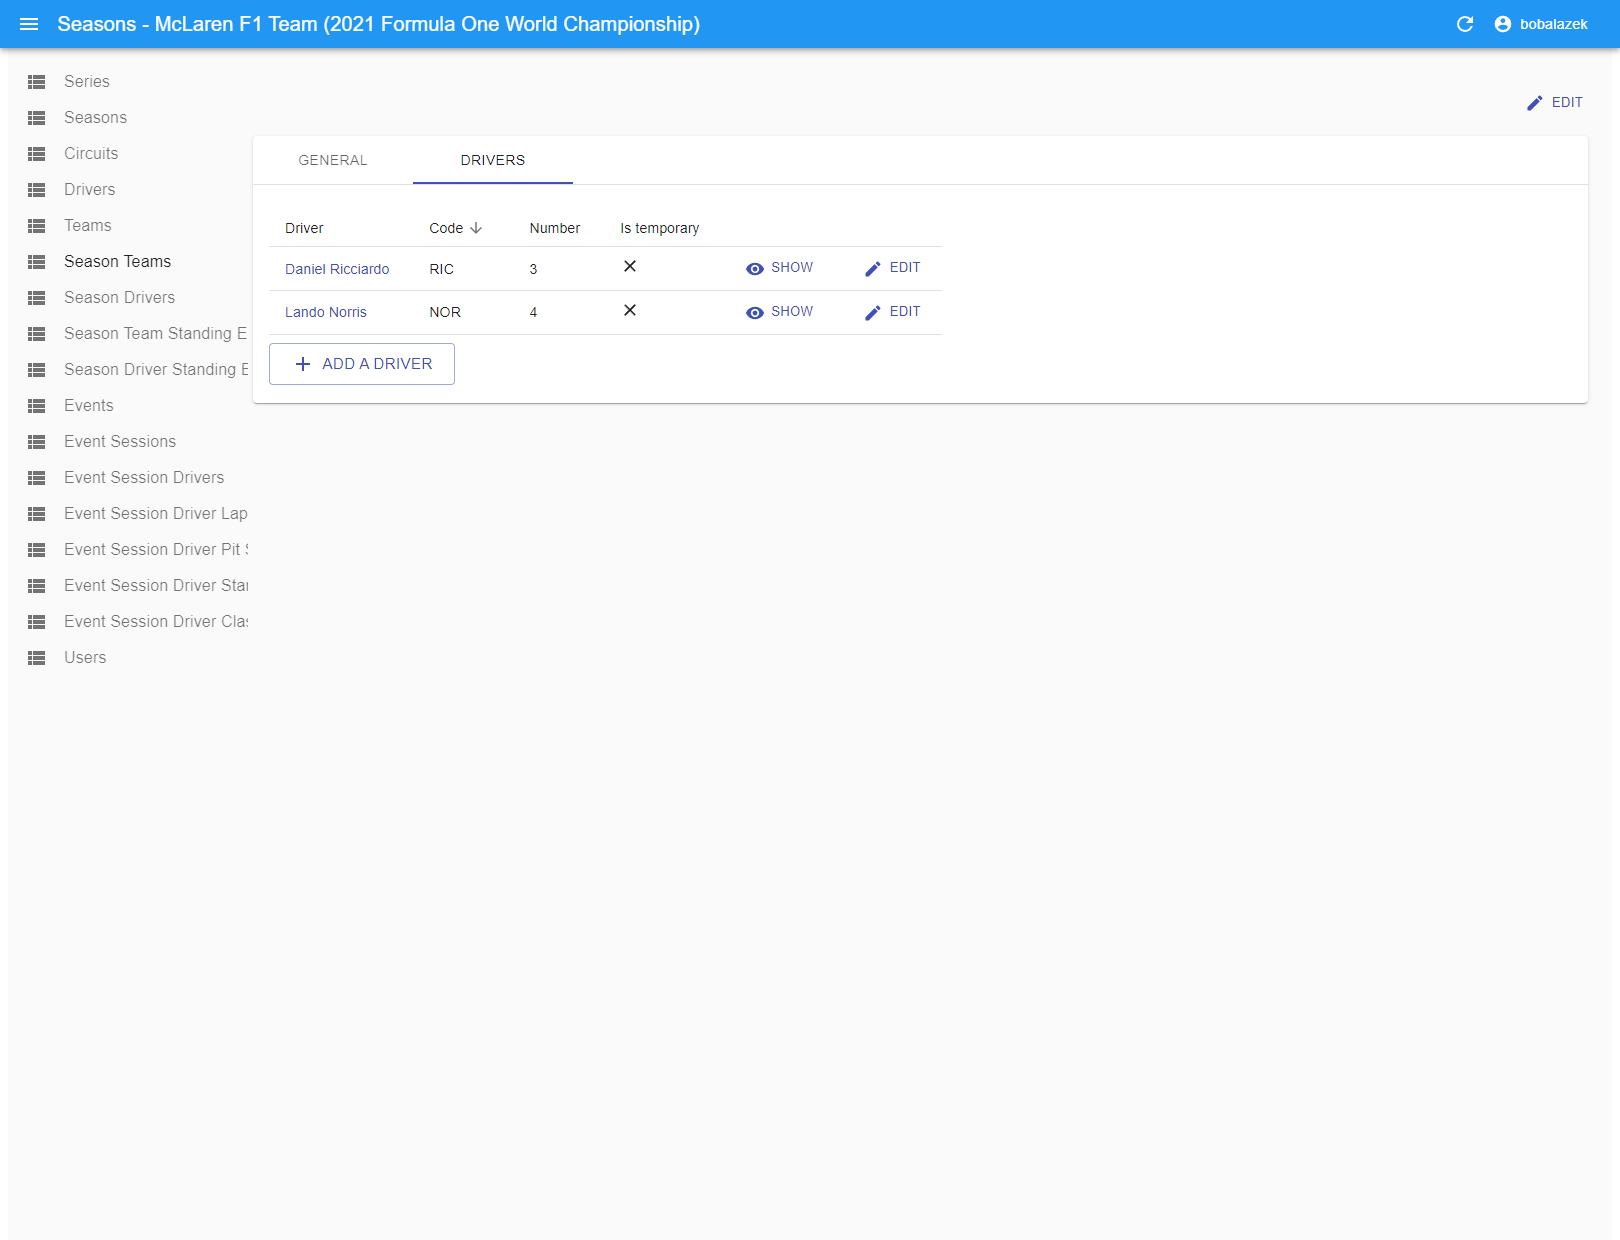 Seasons - McLaren F1 Team (2021 Formula One World Championship)
bobalazek
Series
Seasons
Circuits
Drivers
Teams
Season Teams
Season Drivers
Season Team Standing E
Season Driver Standing E
Events
Event Sessions
Event Session Drivers
Event Session Driver Lap
Event Session Driver Pit S
Event Session Driver Star
Event Session Driver Clas
Users
EDIT
GENERAL DRIVERS
Driver Code Number Is temporary
Daniel Ricciardo RIC 3 SHOW EDIT
Lando Norris NOR 4 SHOW EDIT
ADD A DRIVER